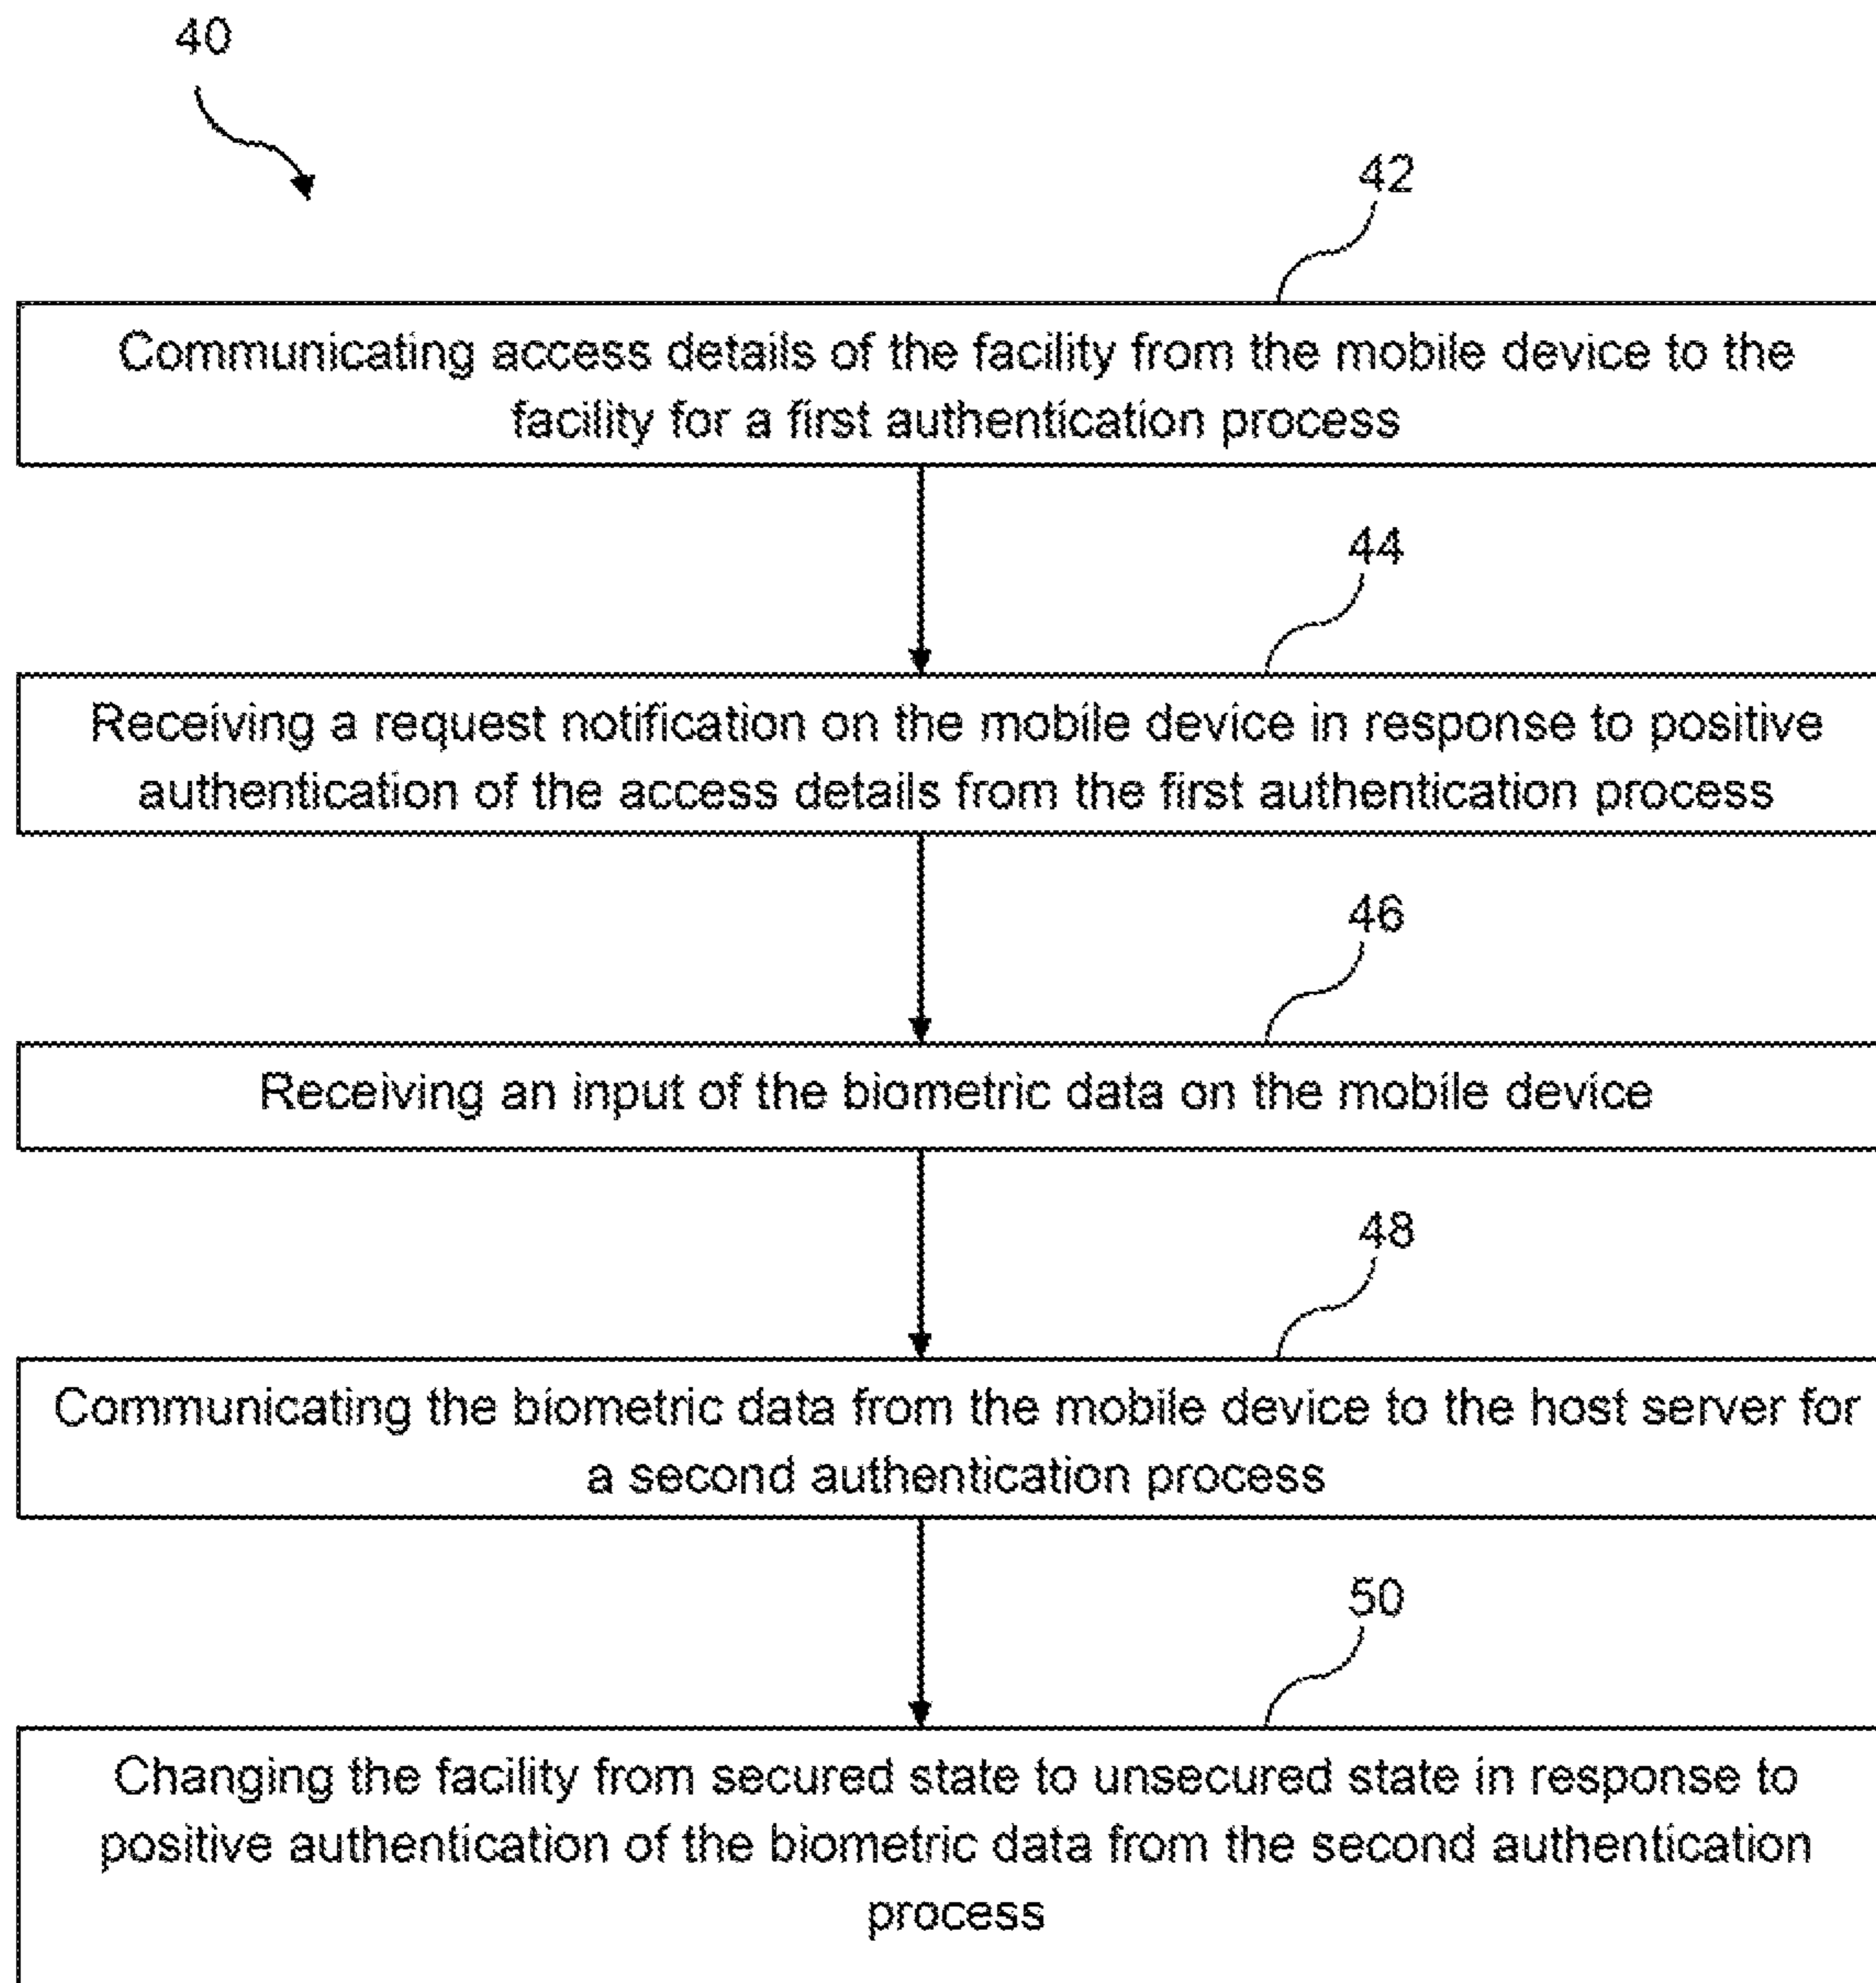 40
42
Communicating access details of the facility from the mobile device to the
facility for a first authentication process
44
Receiving a request notification on the mobile device in response to positive
authentication of the access details from the first authentication process
46
Receiving an input of the biometric data on the mobile device
48
Communicating the biometric data from the mobile device to the host server for
a second authentication process
50
Changing the facility from secured state to unsecured state in response to
positive authentication of the biometric data from the second authentication
process